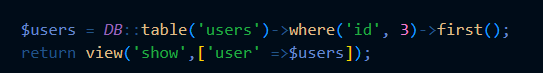 $users = DB::table('users')->where('id', 3)->first();
return view('show',['user' =>$users]);